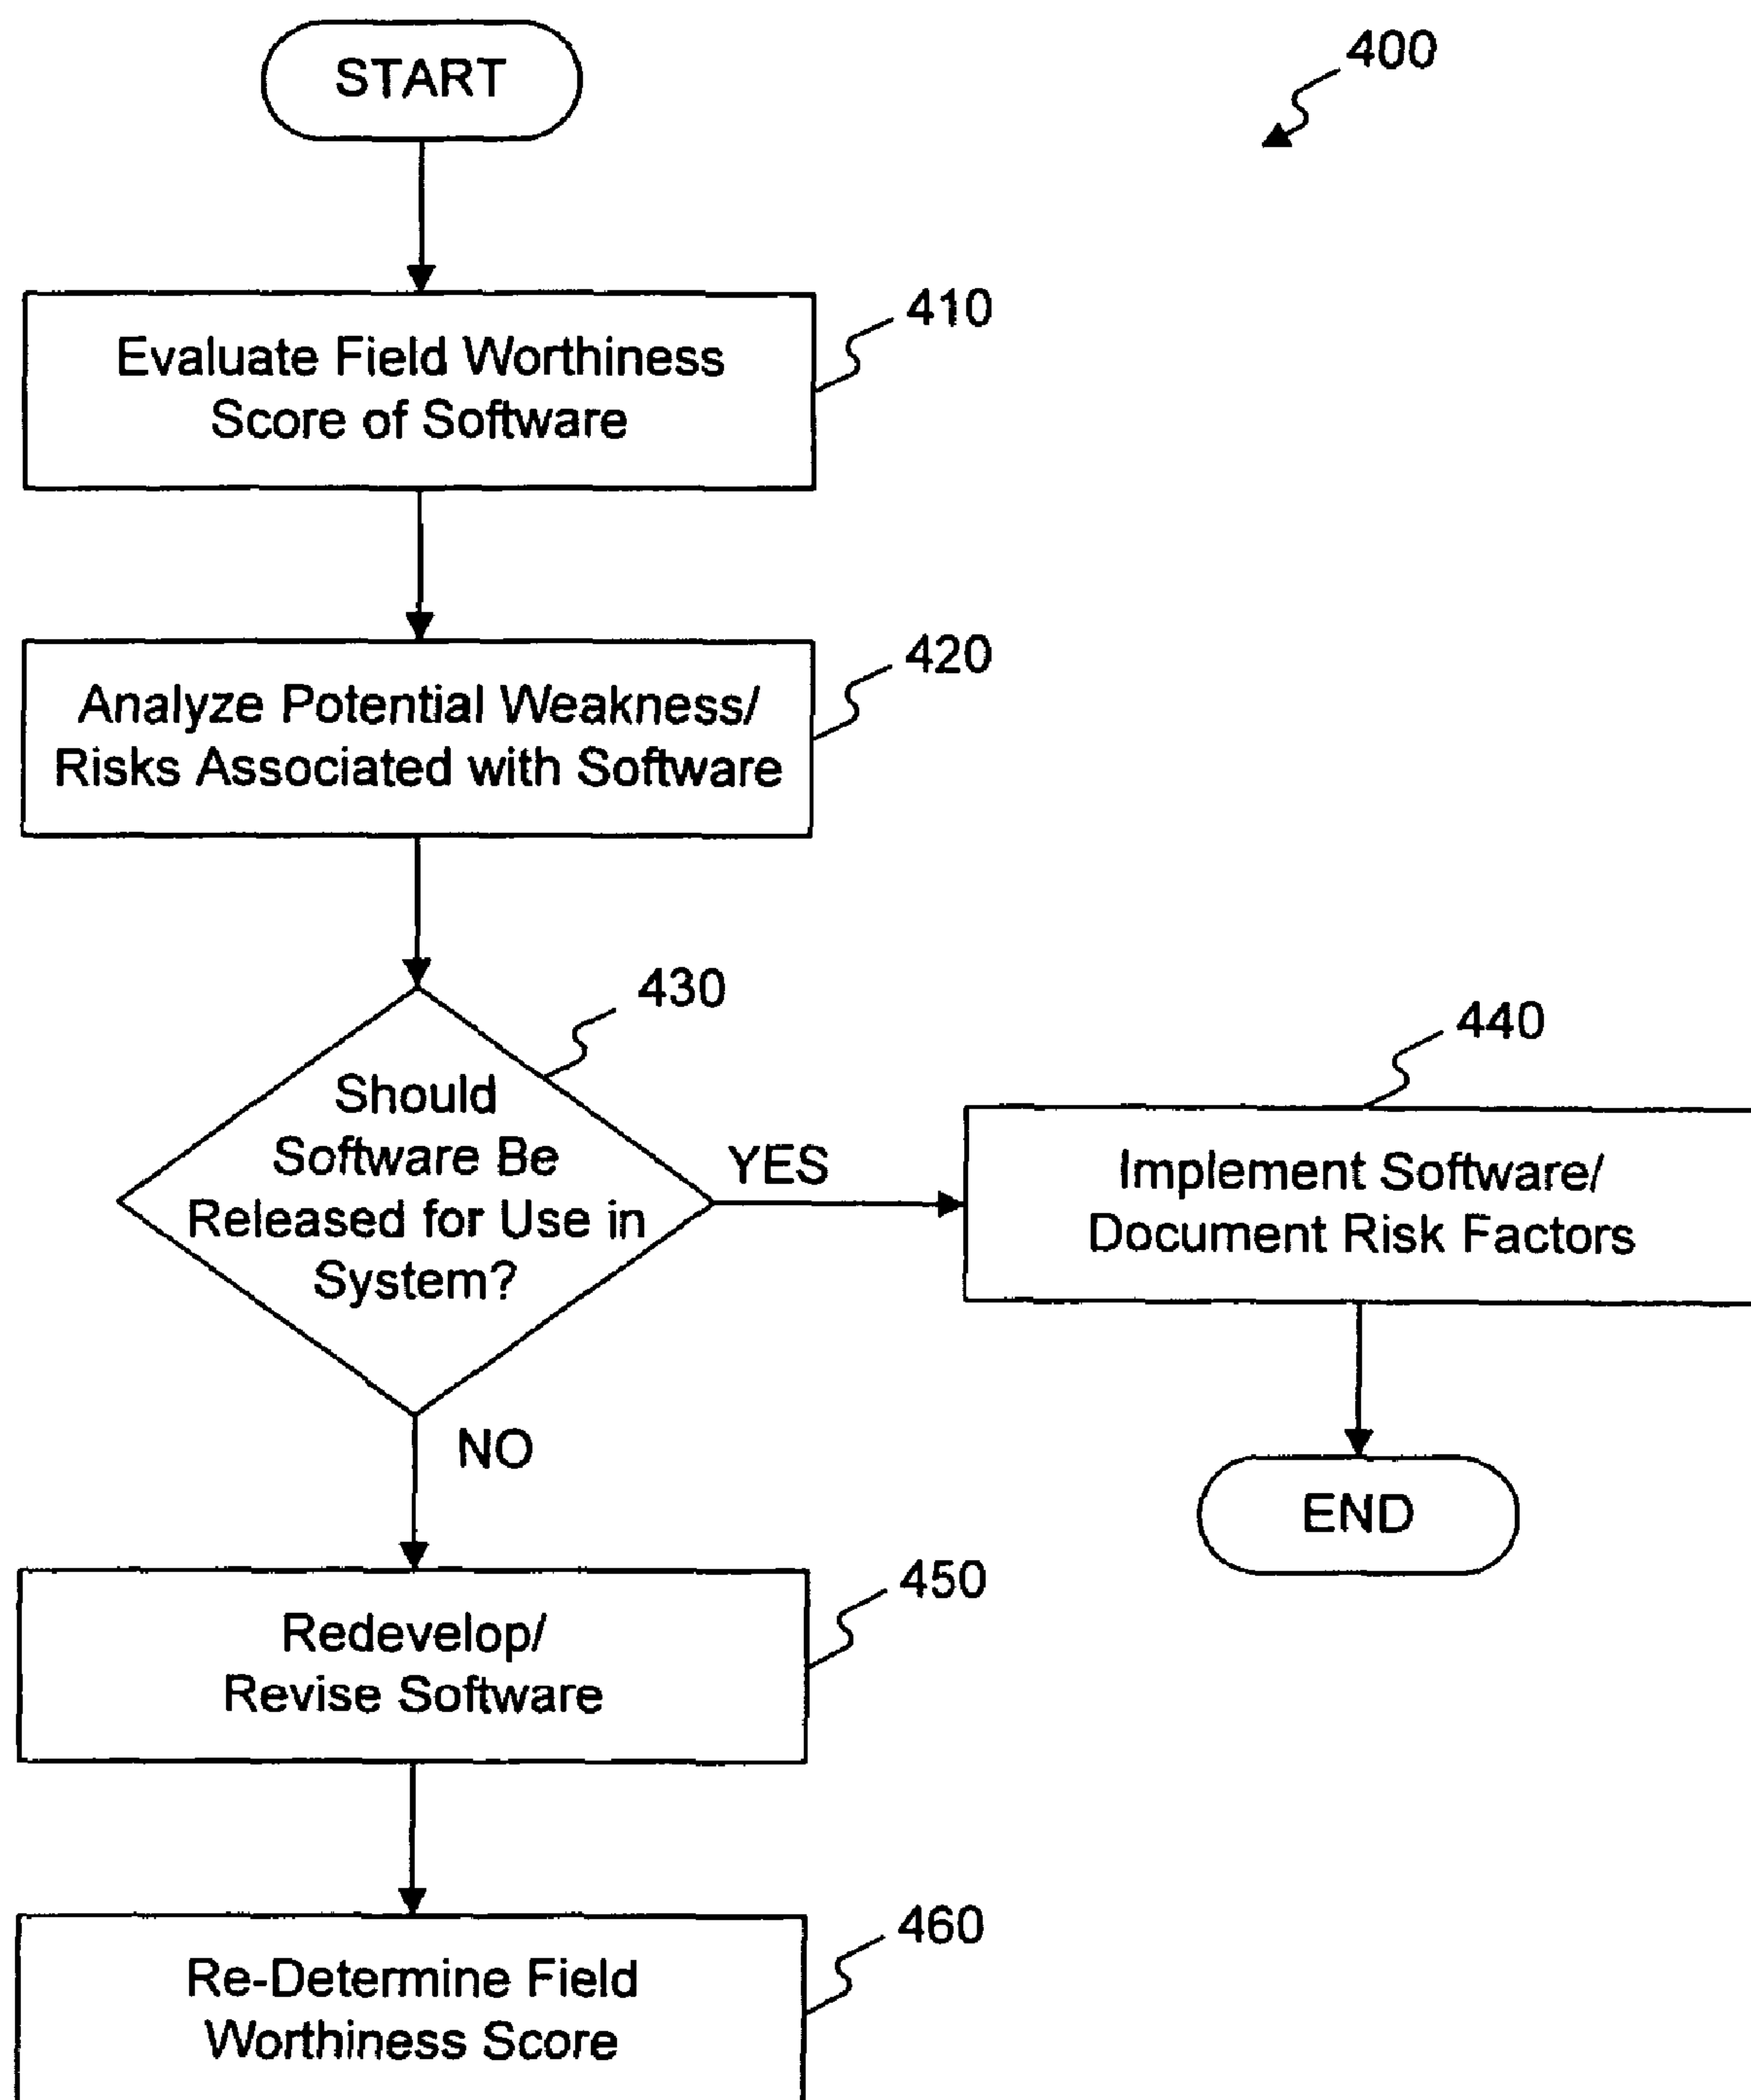 START
400
Evaluate Field Worthiness
Score of Software
410
Analyze Potential Weakness/
Risks Associated with Software
420
Should
Software Be
Released for Use in
System?
430
YES
Implement Software/
Document Risk Factors
440
END
NO
Redevelop/
Revise Software
450
Re-Determine Field
Worthiness Score
460